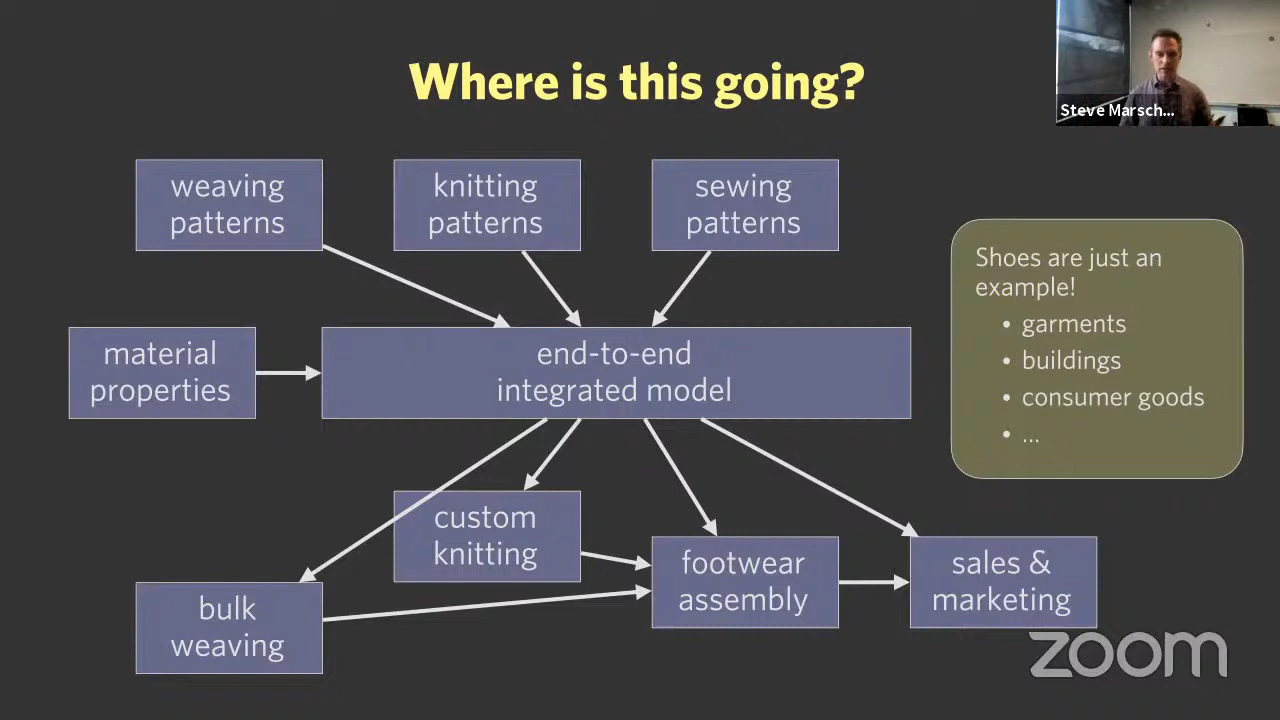 Where is this going?
Steve Marsch...
weaving
patterns
knitting
patterns
sewing
patterns
Shoes are just an
example!
• garments
• buildings
• consumer goods
• ...
material
properties
end-to-end
integrated model
custom
knitting
footwear
assembly
sales &
marketing
bulk
weaving
zoom